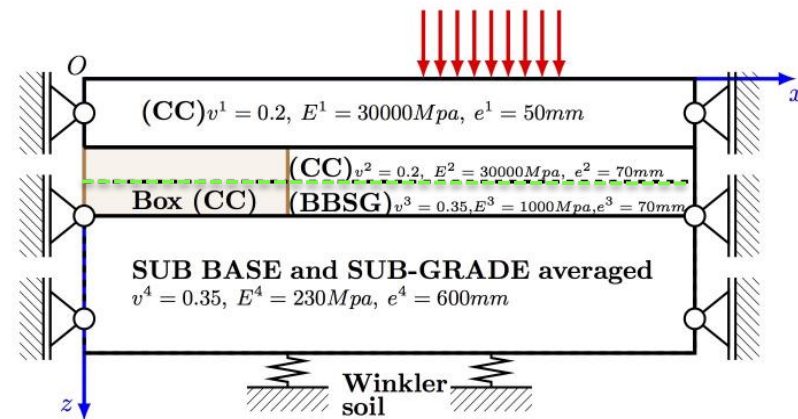 O
x
(CC)v¹ = 0.2, E¹ = 30000Mpa, e¹ = 50mm
(CC)v² = 0.2, E² = 30000Mpa, e² = 70mm
Box (CC)
(BBSG)v³ = 0.35,E³ = 1000Mpa,e³ = 70mm
SUB BASE and SUB-GRADE averaged
v⁴ = 0.35, E⁴ = 230Mpa, e⁴ = 600mm
Winkler
soil
z